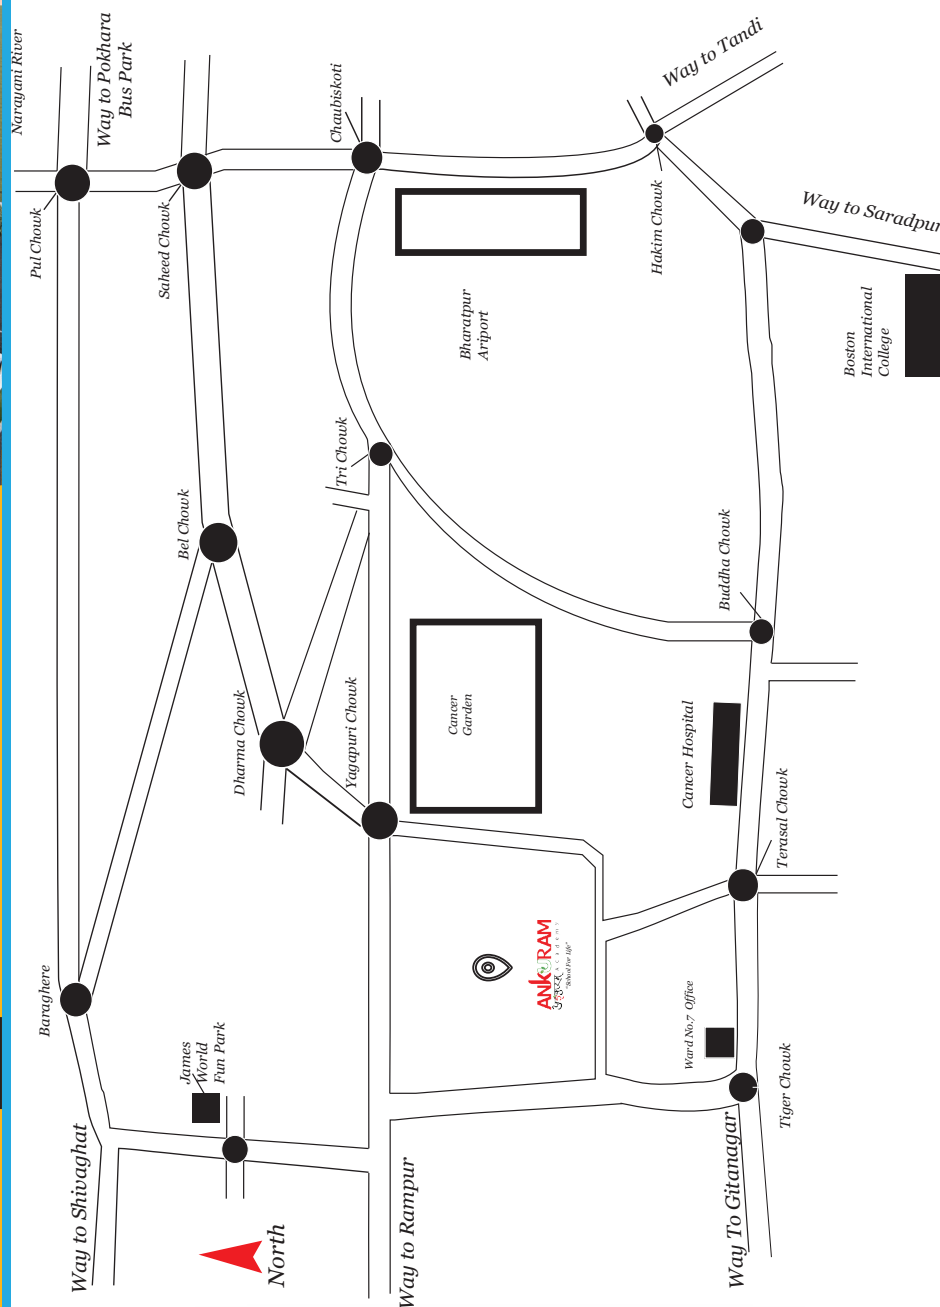 Narayani River
Way to Pokhara
Bus Park
Pul Chowk
Saheed Chowk
Chaubiskoti
Way to Tandi
Hakim Chowk
Way to Saradpur
Bharatpur
Ariport
Boston
International
College
Tri Chowk
Bel Chowk
Buddha Chowk
Dharma Chowk
Yagapuri Chowk
Cancer
Garden
Cancer Hospital
Terasal Chowk
Baraghere
ANKURAM
ACADEMY
"School For Life"
James
World
Fun Park
Ward No.7 Office
Tiger Chowk
Way to Shivaghat
North
Way to Rampur
Way To Gitanagar